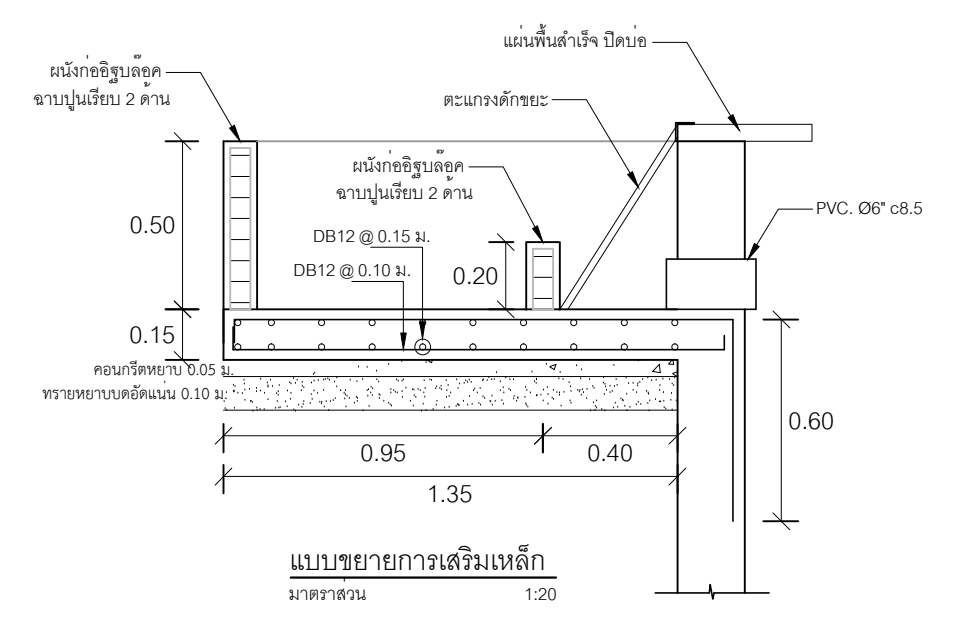 แผ่นพื้นสำเร็จ ปิดบ่อ
ผนังก่ออิฐบล๊อค
ฉาบปูนเรียบ 2 ด้าน
ตะแกรงดักขยะ
ผนังก่ออิฐบล๊อค
ฉาบปูนเรียบ 2 ด้าน
PVC. Ø6" c8.5
0.50
DB12 @ 0.15 ม.
DB12 @ 0.10 ม.
0.20
0.15
คอนกรีตหยาบ 0.05 ม.
ทรายหยาบบดอัดแน่น 0.10 ม.
0.60
0.95
0.40
1.35
แบบขยายการเสริมเหล็ก
มาตราส่วน 1:20